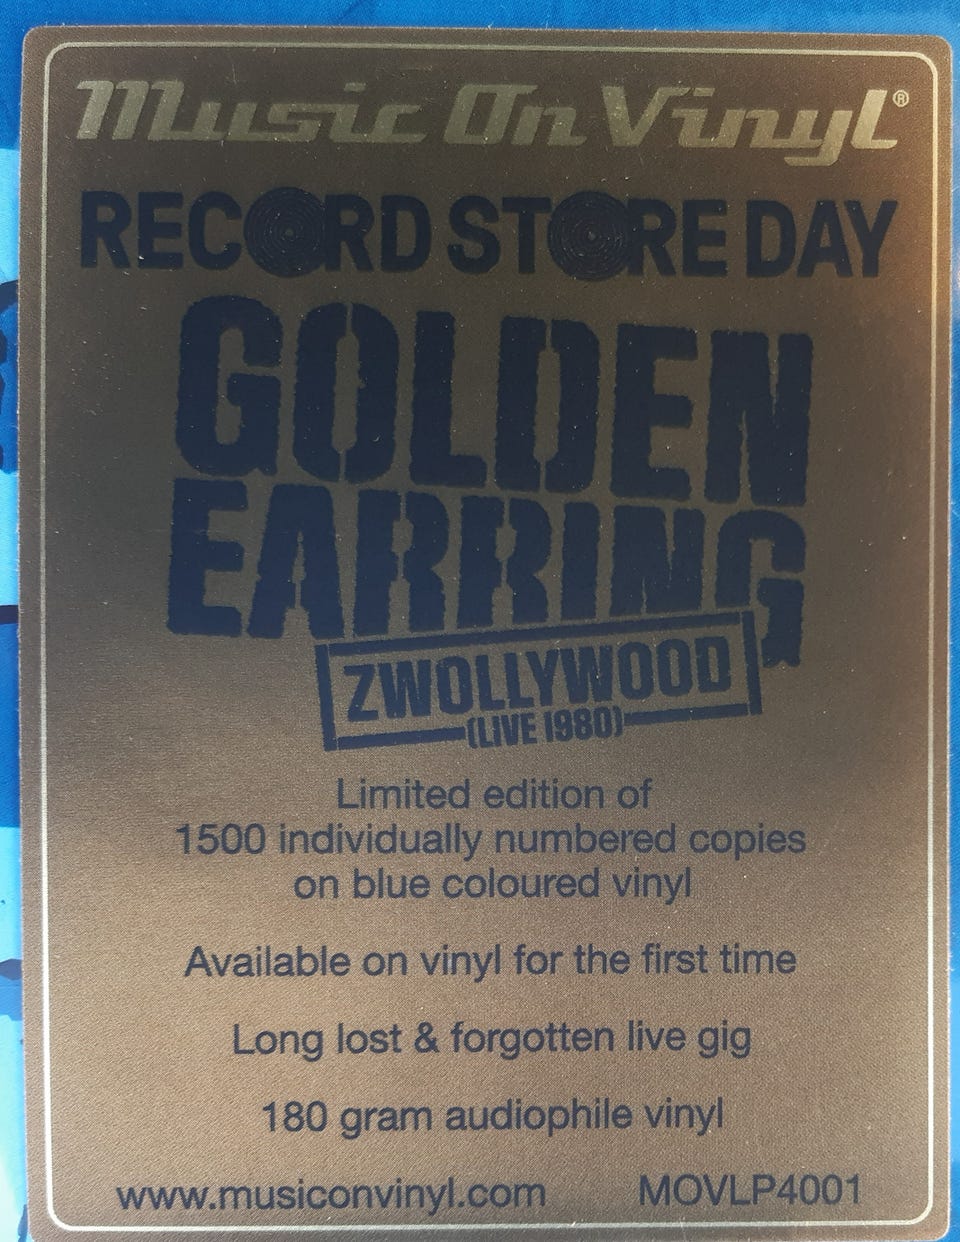 Music On Vinyl®
RECORD STORE DAY
GOLDEN
EARRING
ZWOLLYWOOD
(LIVE 1980)
Limited edition of
1500 individually numbered copies
on blue coloured vinyl
Available on vinyl for the first time
Long lost & forgotten live gig
180 gram audiophile vinyl
www.musiconvinyl.com MOVLP4001